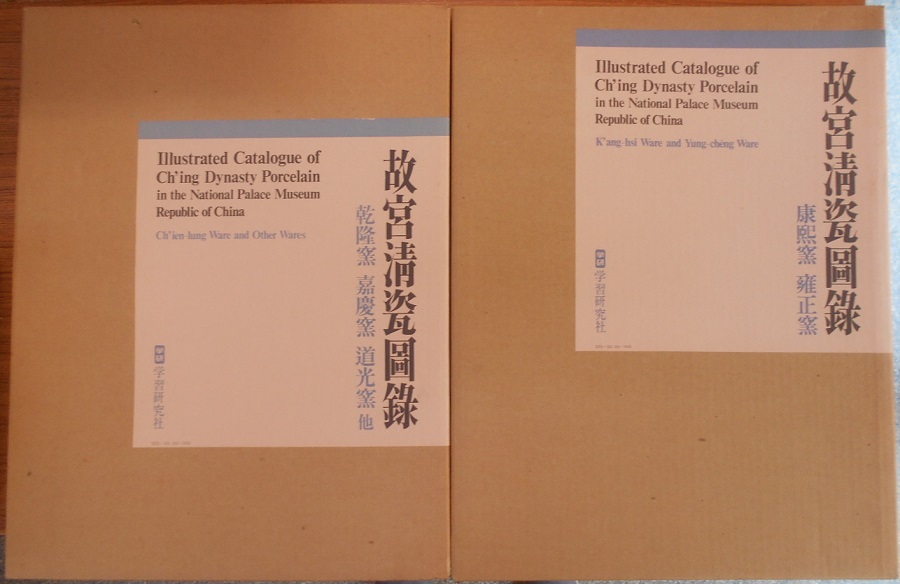 Illustrated Catalogue of
Ch'ing Dynasty Porcelain
in the National Palace Museum
Republic of China
Ch'ien-lung Ware and Other Wares
故宮清瓷圖錄
乾隆窯 嘉慶窯 道光窯 他
学研
学習研究社
Illustrated Catalogue of
Ch'ing Dynasty Porcelain
in the National Palace Museum
Republic of China
K'ang-hsi Ware and Yung-chêng Ware
故宮清瓷圖錄
康熙窯 雍正窯
学研
学習研究社